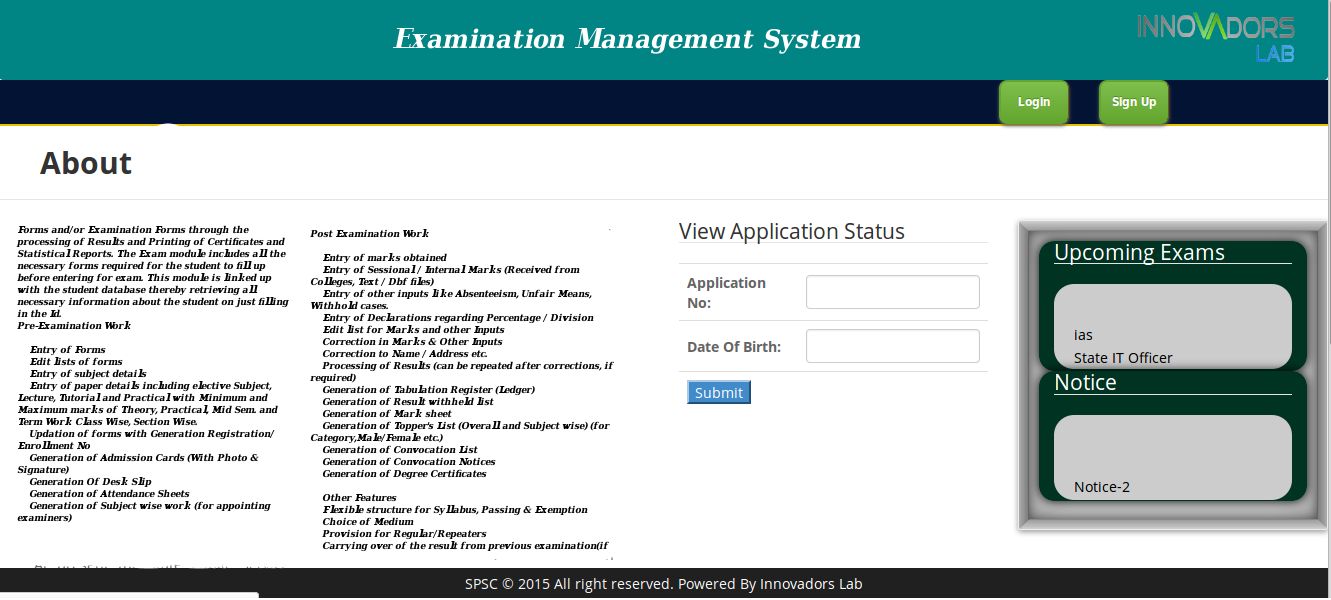 Examination Management System
INNOVADORS
LAB
Login
Sign Up
About
Forms and/or Examination Forms through the
processing of Results and Printing of Certificates and
Statistical Reports. The Exam module includes all the
necessary forms required for the student to fill up
before entering for exam. This module is linked up
with the student database thereby retrieving all
necessary information about the student on just filling
in the Id.
Pre-Examination Work
Entry of Forms
Edit lists of forms
Entry of subject details
Entry of paper details including elective Subject,
Lecture, Tutorial and Practical with Minimum and
Maximum marks of Theory, Practical, Mid Sem. and
Term Work Class Wise, Section Wise.
Updation of forms with Generation Registration/
Enrollment No
Generation of Admission Cards (With Photo &
Signature)
Generation Of Desk Slip
Generation of Attendance Sheets
Generation of Subject wise work (for appointing
examiners)
Post Examination Work
Entry of marks obtained
Entry of Sessional / Internal Marks (Received from
Colleges, Text / Dbf files)
Entry of other inputs like Absenteeism, Unfair Means,
Withhold cases.
Entry of Declarations regarding Percentage / Division
Edit list for Marks and other Inputs
Correction in Marks & Other Inputs
Correction to Name / Address etc.
Processing of Results (can be repeated after corrections, if
required)
Generation of Tabulation Register (Ledger)
Generation of Result withheld list
Generation of Mark sheet
Generation of Topper's List (Overall and Subject wise) (for
Category,Male/Female etc.)
Generation of Convocation List
Generation of Convocation Notices
Generation of Degree Certificates
Other Features
Flexible structure for Syllabus, Passing & Exemption
Choice of Medium
Provision for Regular/Repeaters
Carrying over of the result from previous examination(if
View Application Status
Application
No:
Date Of Birth:
Submit
Upcoming Exams
ias
State IT Officer
Notice
Notice-2
SPSC © 2015 All right reserved. Powered By Innovadors Lab